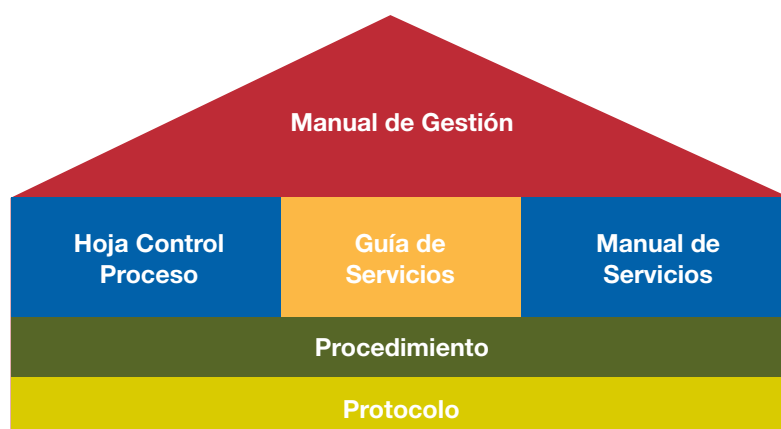 Manual de Gestión
Hoja Control
Proceso
Guía de
Servicios
Manual de
Servicios
Procedimiento
Protocolo